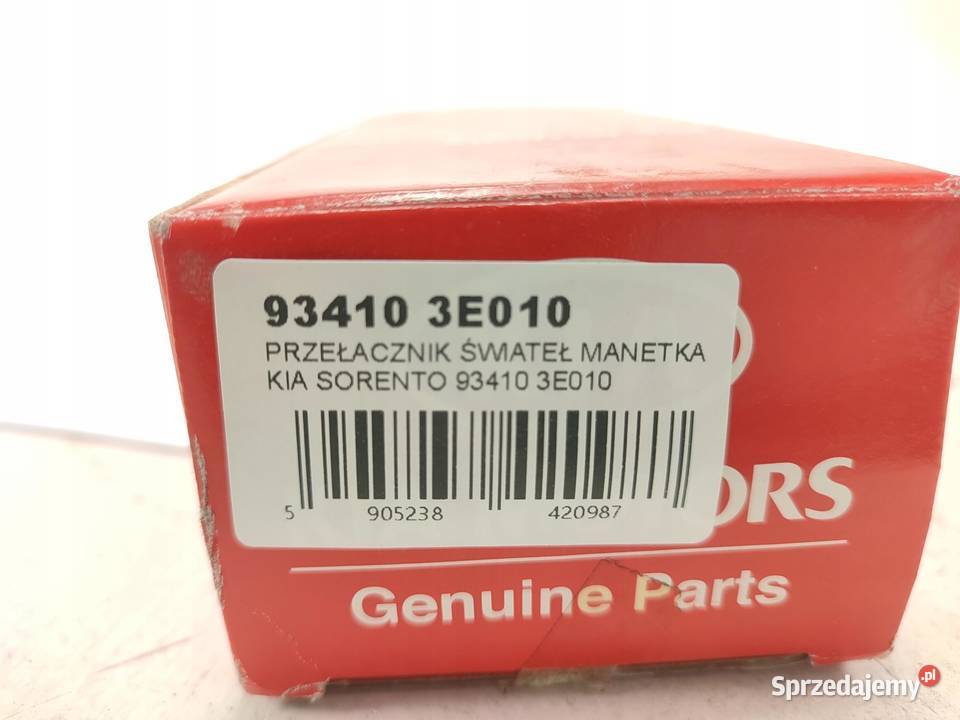 93410 3E010
PRZEŁACZNIK ŚWIATEŁ MANETKA
KIA SORENTO 93410 3E010
5 905238 420987
ORS
Genuine Parts
Sprzedajemy.pl